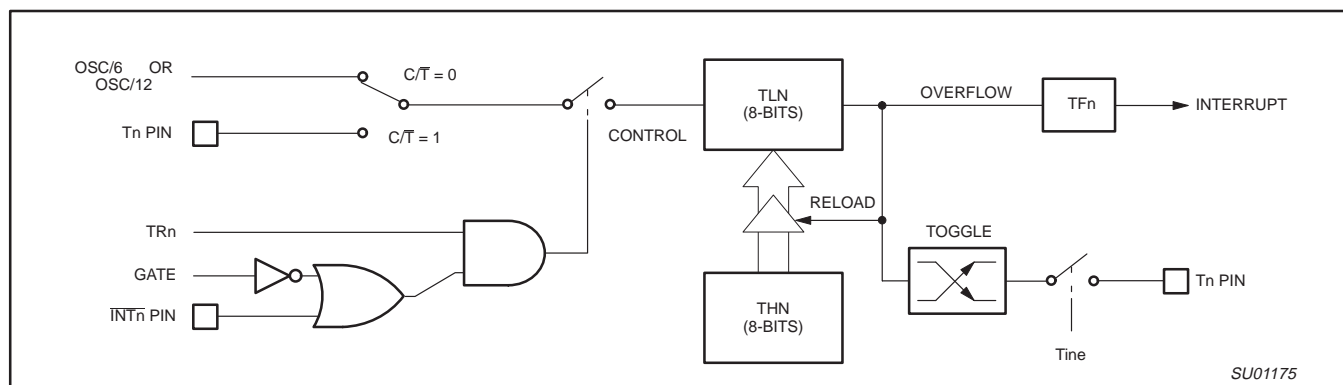 OSC/6 OR
OSC/12
C/T̅ = 0
Tn PIN
C/T̅ = 1
CONTROL
TLN
(8-BITS)
OVERFLOW
TFn
INTERRUPT
RELOAD
TRn
GATE
I̅N̅T̅n PIN
THN
(8-BITS)
TOGGLE
Tn PIN
Tine
SU01175